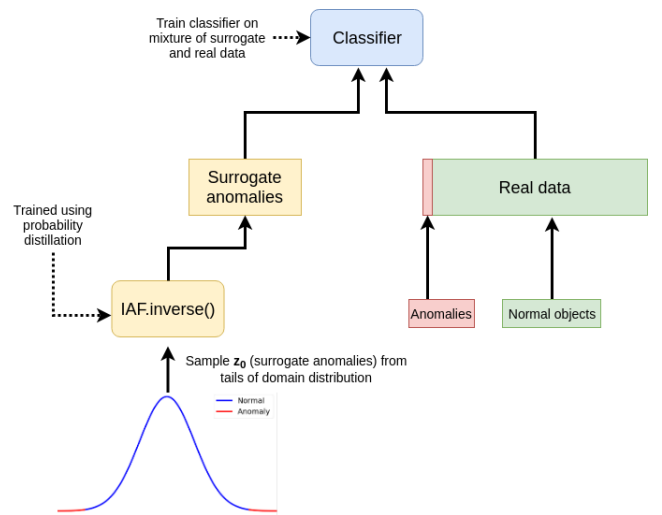 Train classifier on
mixture of surrogate
and real data
Classifier
Surrogate
anomalies
Real data
Trained using
probability
distillation
IAF.inverse()
Anomalies
Normal objects
Sample z₀ (surrogate anomalies) from
tails of domain distribution
Normal
Anomaly